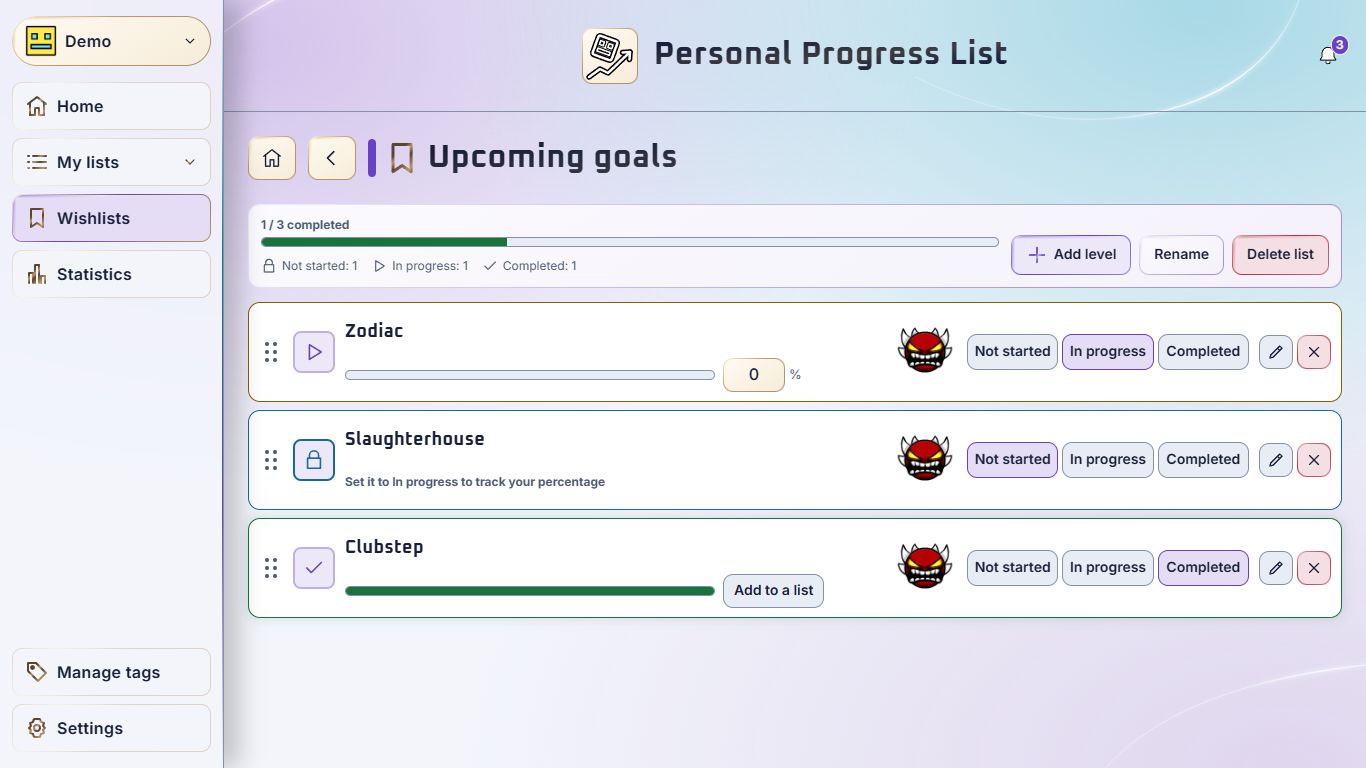 Demo
Home
My lists
Wishlists
Statistics
Manage tags
Settings
Personal Progress List
3
Upcoming goals
1 / 3 completed
Not started: 1 In progress: 1 Completed: 1
Add level Rename Delete list
Zodiac
0 %
Not started In progress Completed
Slaughterhouse
Set it to In progress to track your percentage
Not started In progress Completed
Clubstep
Add to a list
Not started In progress Completed